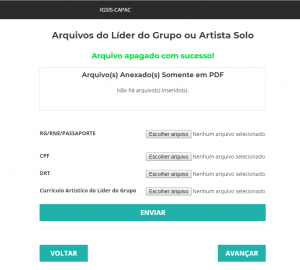 IGSIS-CAPAC
Arquivos do Líder do Grupo ou Artista Solo
Arquivo apagado com sucesso!
Arquivo(s) Anexado(s) Somente em PDF
Não há arquivo(s) inserido(s).
RG/RNE/PASSAPORTE Escolher arquivo Nenhum arquivo selecionado
CPF Escolher arquivo Nenhum arquivo selecionado
DRT Escolher arquivo Nenhum arquivo selecionado
Currículo Artístico do Líder do Grupo Escolher arquivo Nenhum arquivo selecionado
ENVIAR
VOLTAR AVANÇAR